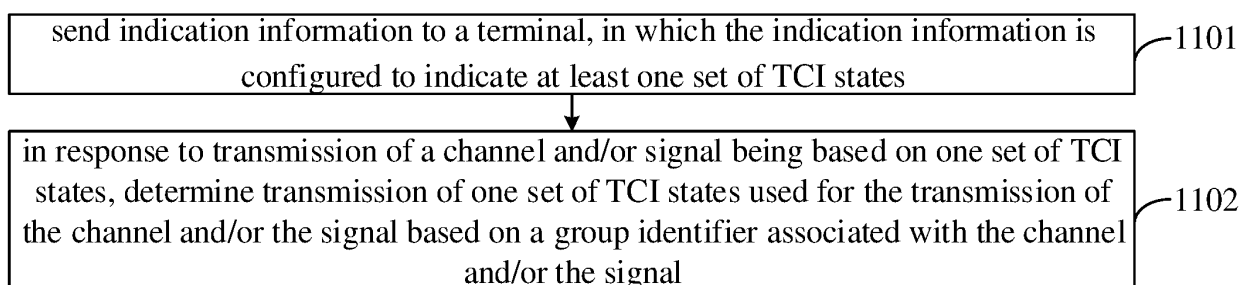 send indication information to a terminal, in which the indication information is
configured to indicate at least one set of TCI states
1101
in response to transmission of a channel and/or signal being based on one set of TCI
states, determine transmission of one set of TCI states used for the transmission of
the channel and/or the signal based on a group identifier associated with the channel
and/or the signal
1102